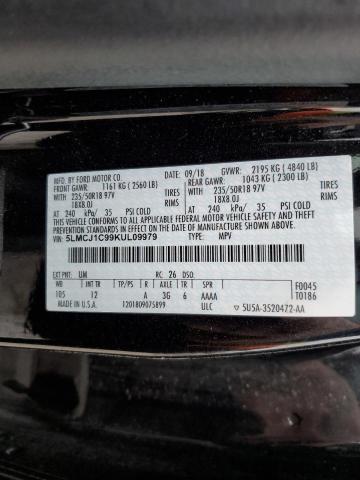 MFD. BY FORD MOTOR CO.
09/18 GVWR: 2195 KG ( 4840 LB)
FRONT GAWR: 1161 KG ( 2560 LB) REAR GAWR: 1043 KG ( 2300 LB)
235/50R18 97V TIRES 235/50R18 97V TIRES
18X8.0J RIMS 18X8.0J RIMS
AT 240 kPa/ 35 PSI COLD AT 240 kPa/ 35 PSI COLD
THIS VEHICLE CONFORMS TO ALL APPLICABLE FEDERAL MOTOR VEHICLE SAFETY AND
THEFT PREVENTION STANDARDS IN EFFECT ON THE DATE OF MANUFACTURE SHOWN ABOVE.
VIN: 5LMCJ1C99KUL09979 TYPE: MPV
EXT PNT: UM RC: 26 DSO:
WB INT TR TP/PS R AXLE TR SPR F0045
105 12 A 3G 6 AAAA T0186
MADE IN U.S.A. 1201809075899 ULC 5U5A-3520472-AA